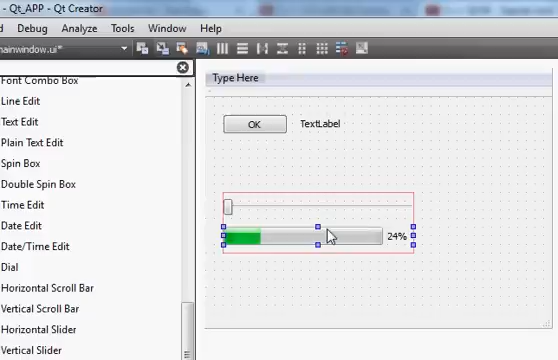 - Qt_APP - Qt Creator
Debug Analyze Tools Window Help
nainwindow.ui*
Font Combo Box
Line Edit
Text Edit
Plain Text Edit
Spin Box
Double Spin Box
Time Edit
Date Edit
Date/Time Edit
Dial
Horizontal Scroll Bar
Vertical Scroll Bar
Horizontal Slider
Vertical Slider
Type Here
OK TextLabel
24%